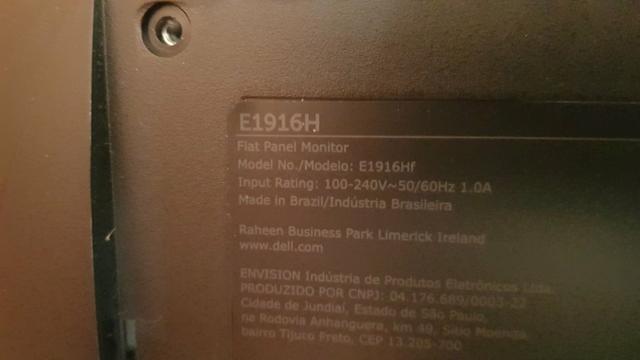 E1916H
Flat Panel Monitor
Model No./Modelo: E1916Hf
Input Rating: 100-240V~50/60Hz 1.0A
Made in Brazil/Indústria Brasileira
Raheen Business Park Limerick Ireland
www.dell.com
ENVISION Indústria de Produtos Eletrônicos Ltda.
PRODUZIDO POR CNPJ: 04.176.689/0003-22
Cidade de Jundiaí, Estado de São Paulo,
na Rodovia Anhanguera, km 49, Sítio Moenda,
bairro Tijuco Preto, CEP 13.205-700